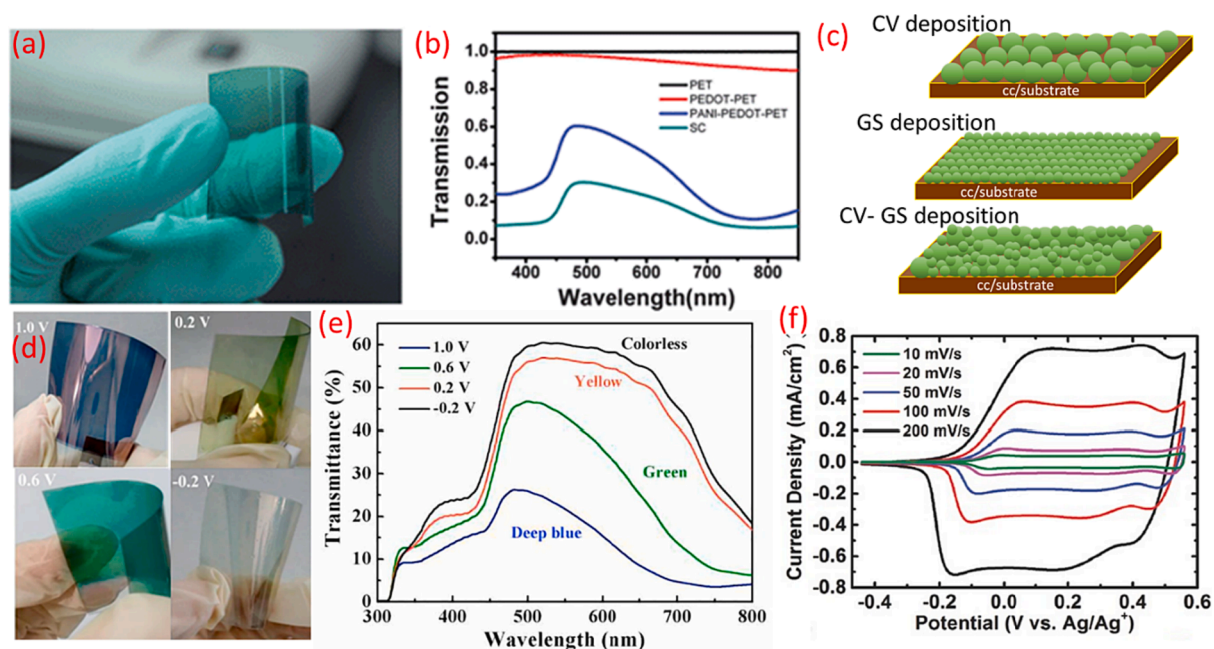 (a)
(b)
Transmission
1.0
0.8
0.6
0.4
0.2
0.0
PET
PEDOT-PET
PANI-PEDOT-PET
SC
400
500
600
700
800
Wavelength(nm)
(c)
CV deposition
cc/substrate
GS deposition
cc/substrate
CV- GS deposition
cc/substrate
(d)
1.0 V
0.2 V
0.6 V
-0.2 V
(e)
Transmittance (%)
70
60
50
40
30
20
10
0
1.0 V
0.6 V
0.2 V
-0.2 V
Colorless
Yellow
Green
Deep blue
300
400
500
600
700
800
Wavelength (nm)
(f)
Current Density (mA/cm²)
0.8
0.6
0.4
0.2
0.0
-0.2
-0.4
-0.6
-0.8
10 mV/s
20 mV/s
50 mV/s
100 mV/s
200 mV/s
-0.4
-0.2
0.0
0.2
0.4
0.6
Potential (V vs. Ag/Ag⁺)